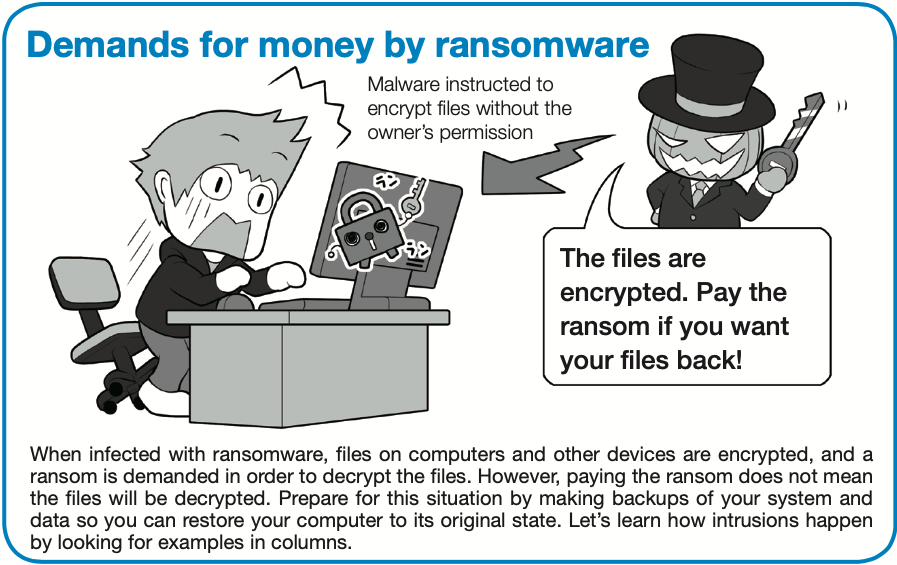 Demands for money by ransomware
Malware instructed to
encrypt files without the
owner's permission
ラン
ラン
The files are
encrypted. Pay the
ransom if you want
your files back!
When infected with ransomware, files on computers and other devices are encrypted, and a
ransom is demanded in order to decrypt the files. However, paying the ransom does not mean
the files will be decrypted. Prepare for this situation by making backups of your system and
data so you can restore your computer to its original state. Let's learn how intrusions happen
by looking for examples in columns.